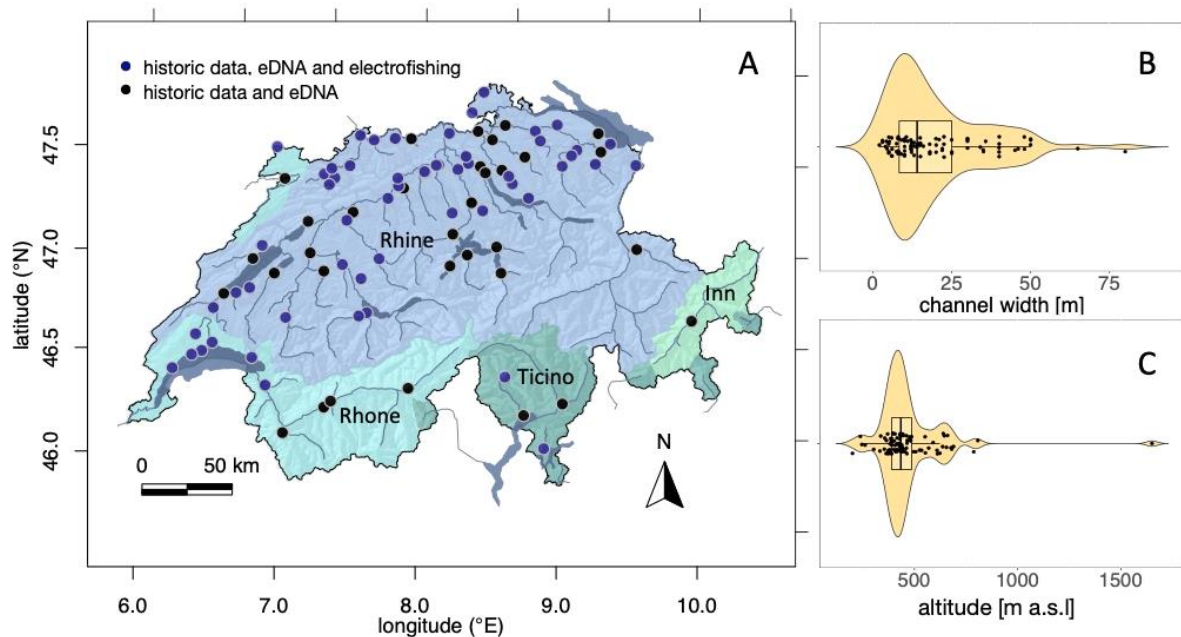 A
historic data, eDNA and electrofishing
historic data and eDNA
47.5
47.0
46.5
46.0
latitude (°N)
Rhine
Inn
Ticino
Rhone
N
0 50 km
6.0 7.0 8.0 9.0 10.0
longitude (°E)
B
0 25 50 75
channel width [m]
C
500 1000 1500
altitude [m a.s.l]